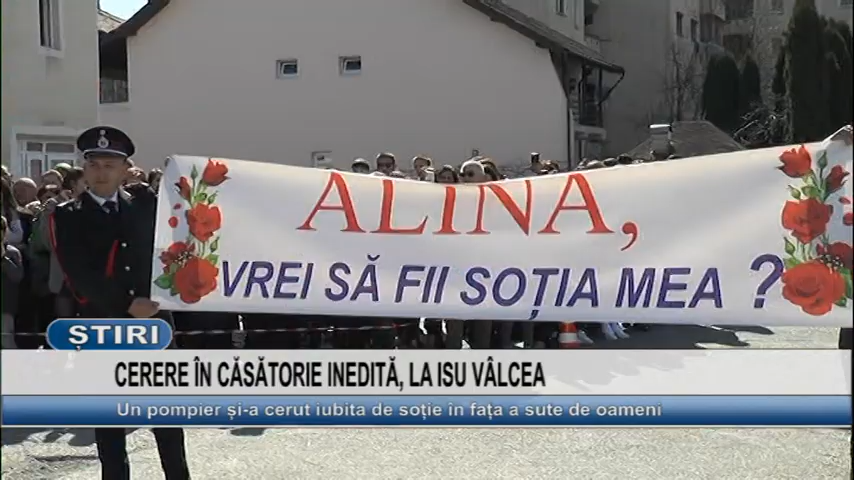 ALINA,
VREI SĂ FII SOȚIA MEA ?
ȘTIRI
CERERE ÎN CĂSĂTORIE INEDITĂ, LA ISU VÂLCEA
Un pompier și-a cerut iubita de soție în fața a sute de oameni